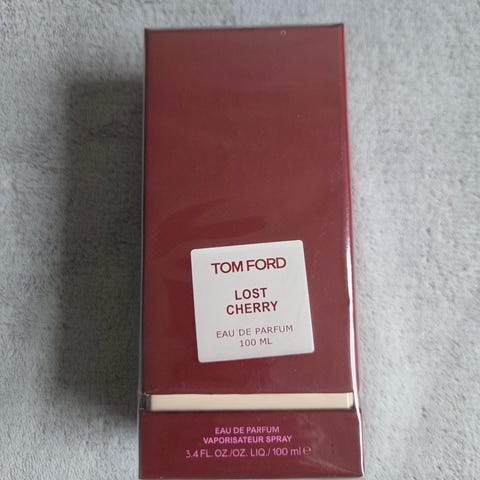 TOM FORD
LOST
CHERRY
EAU DE PARFUM
100 ML
EAU DE PARFUM
VAPORISATEUR SPRAY
3.4 FL. OZ./OZ. LIQ./100 ml ℮